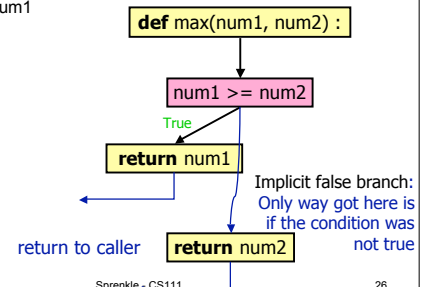 um1
def max(num1, num2) :
num1 >= num2
True
return num1
Implicit false branch:
Only way got here is
if the condition was
not true
return to caller
return num2
Sprenkle - CS111
26